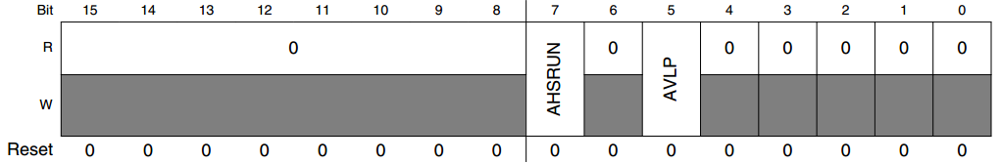 Bit 15 14 13 12 11 10 9 8 7 6 5 4 3 2 1 0
R 0 AHSRUN 0 AVLP 0 0 0 0 0
W
Reset 0 0 0 0 0 0 0 0 0 0 0 0 0 0 0 0